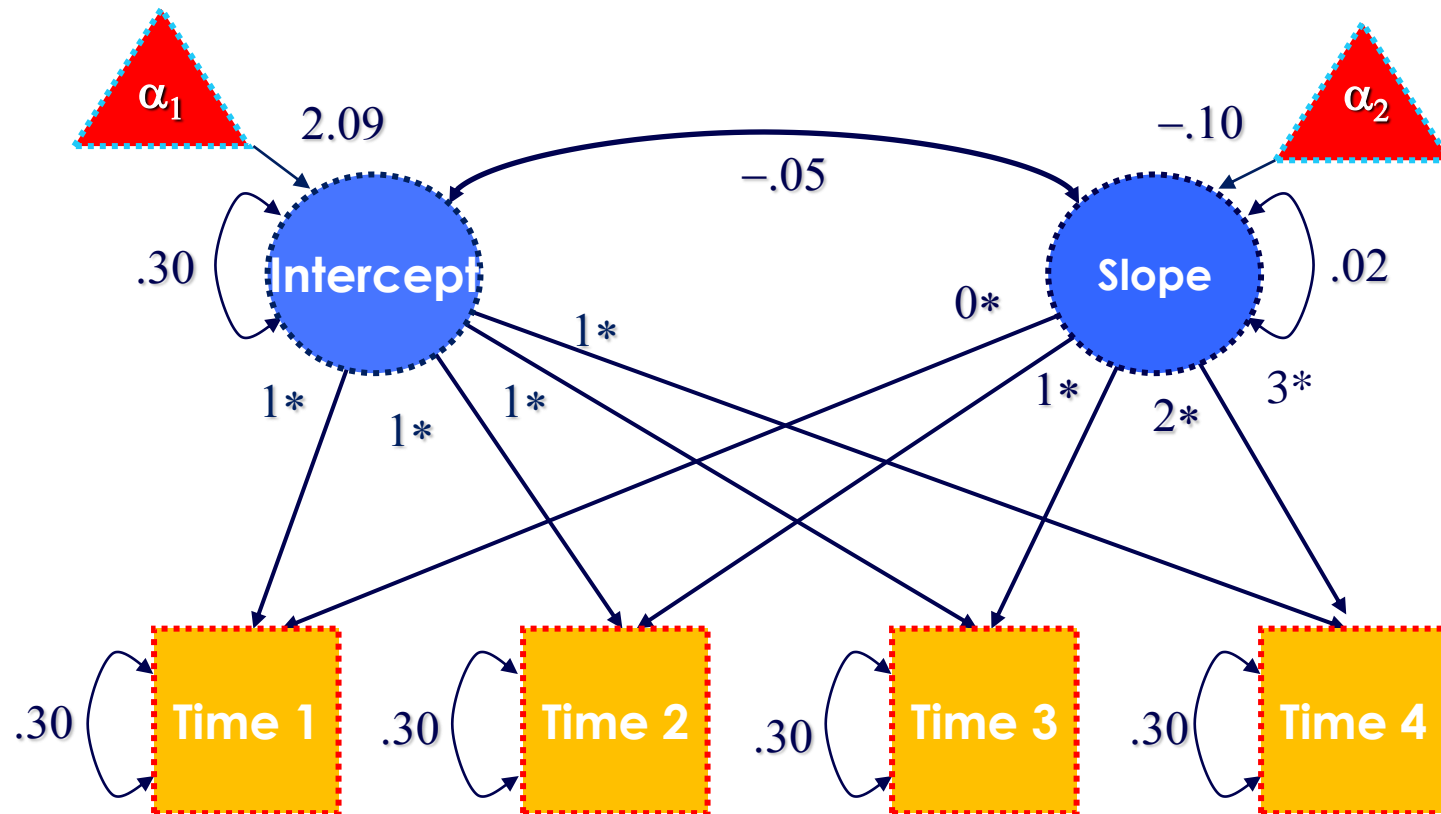 α₁
2.09
–.10
α₂
–.05
.30
Intercept
Slope
.02
0*
1*
1*
1*
1*
1*
2*
3*
.30
Time 1
.30
Time 2
.30
Time 3
.30
Time 4